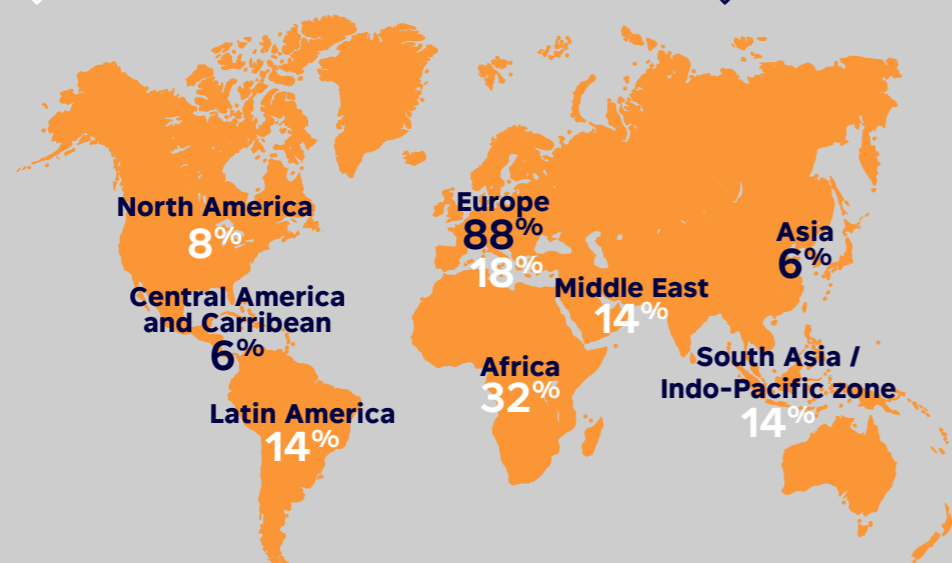 North America
8%
Europe
88%
18%
Asia
6%
Central America
and Carribean
6%
Middle East
14%
South Asia /
Indo-Pacific zone
14%
Africa
32%
Latin America
14%